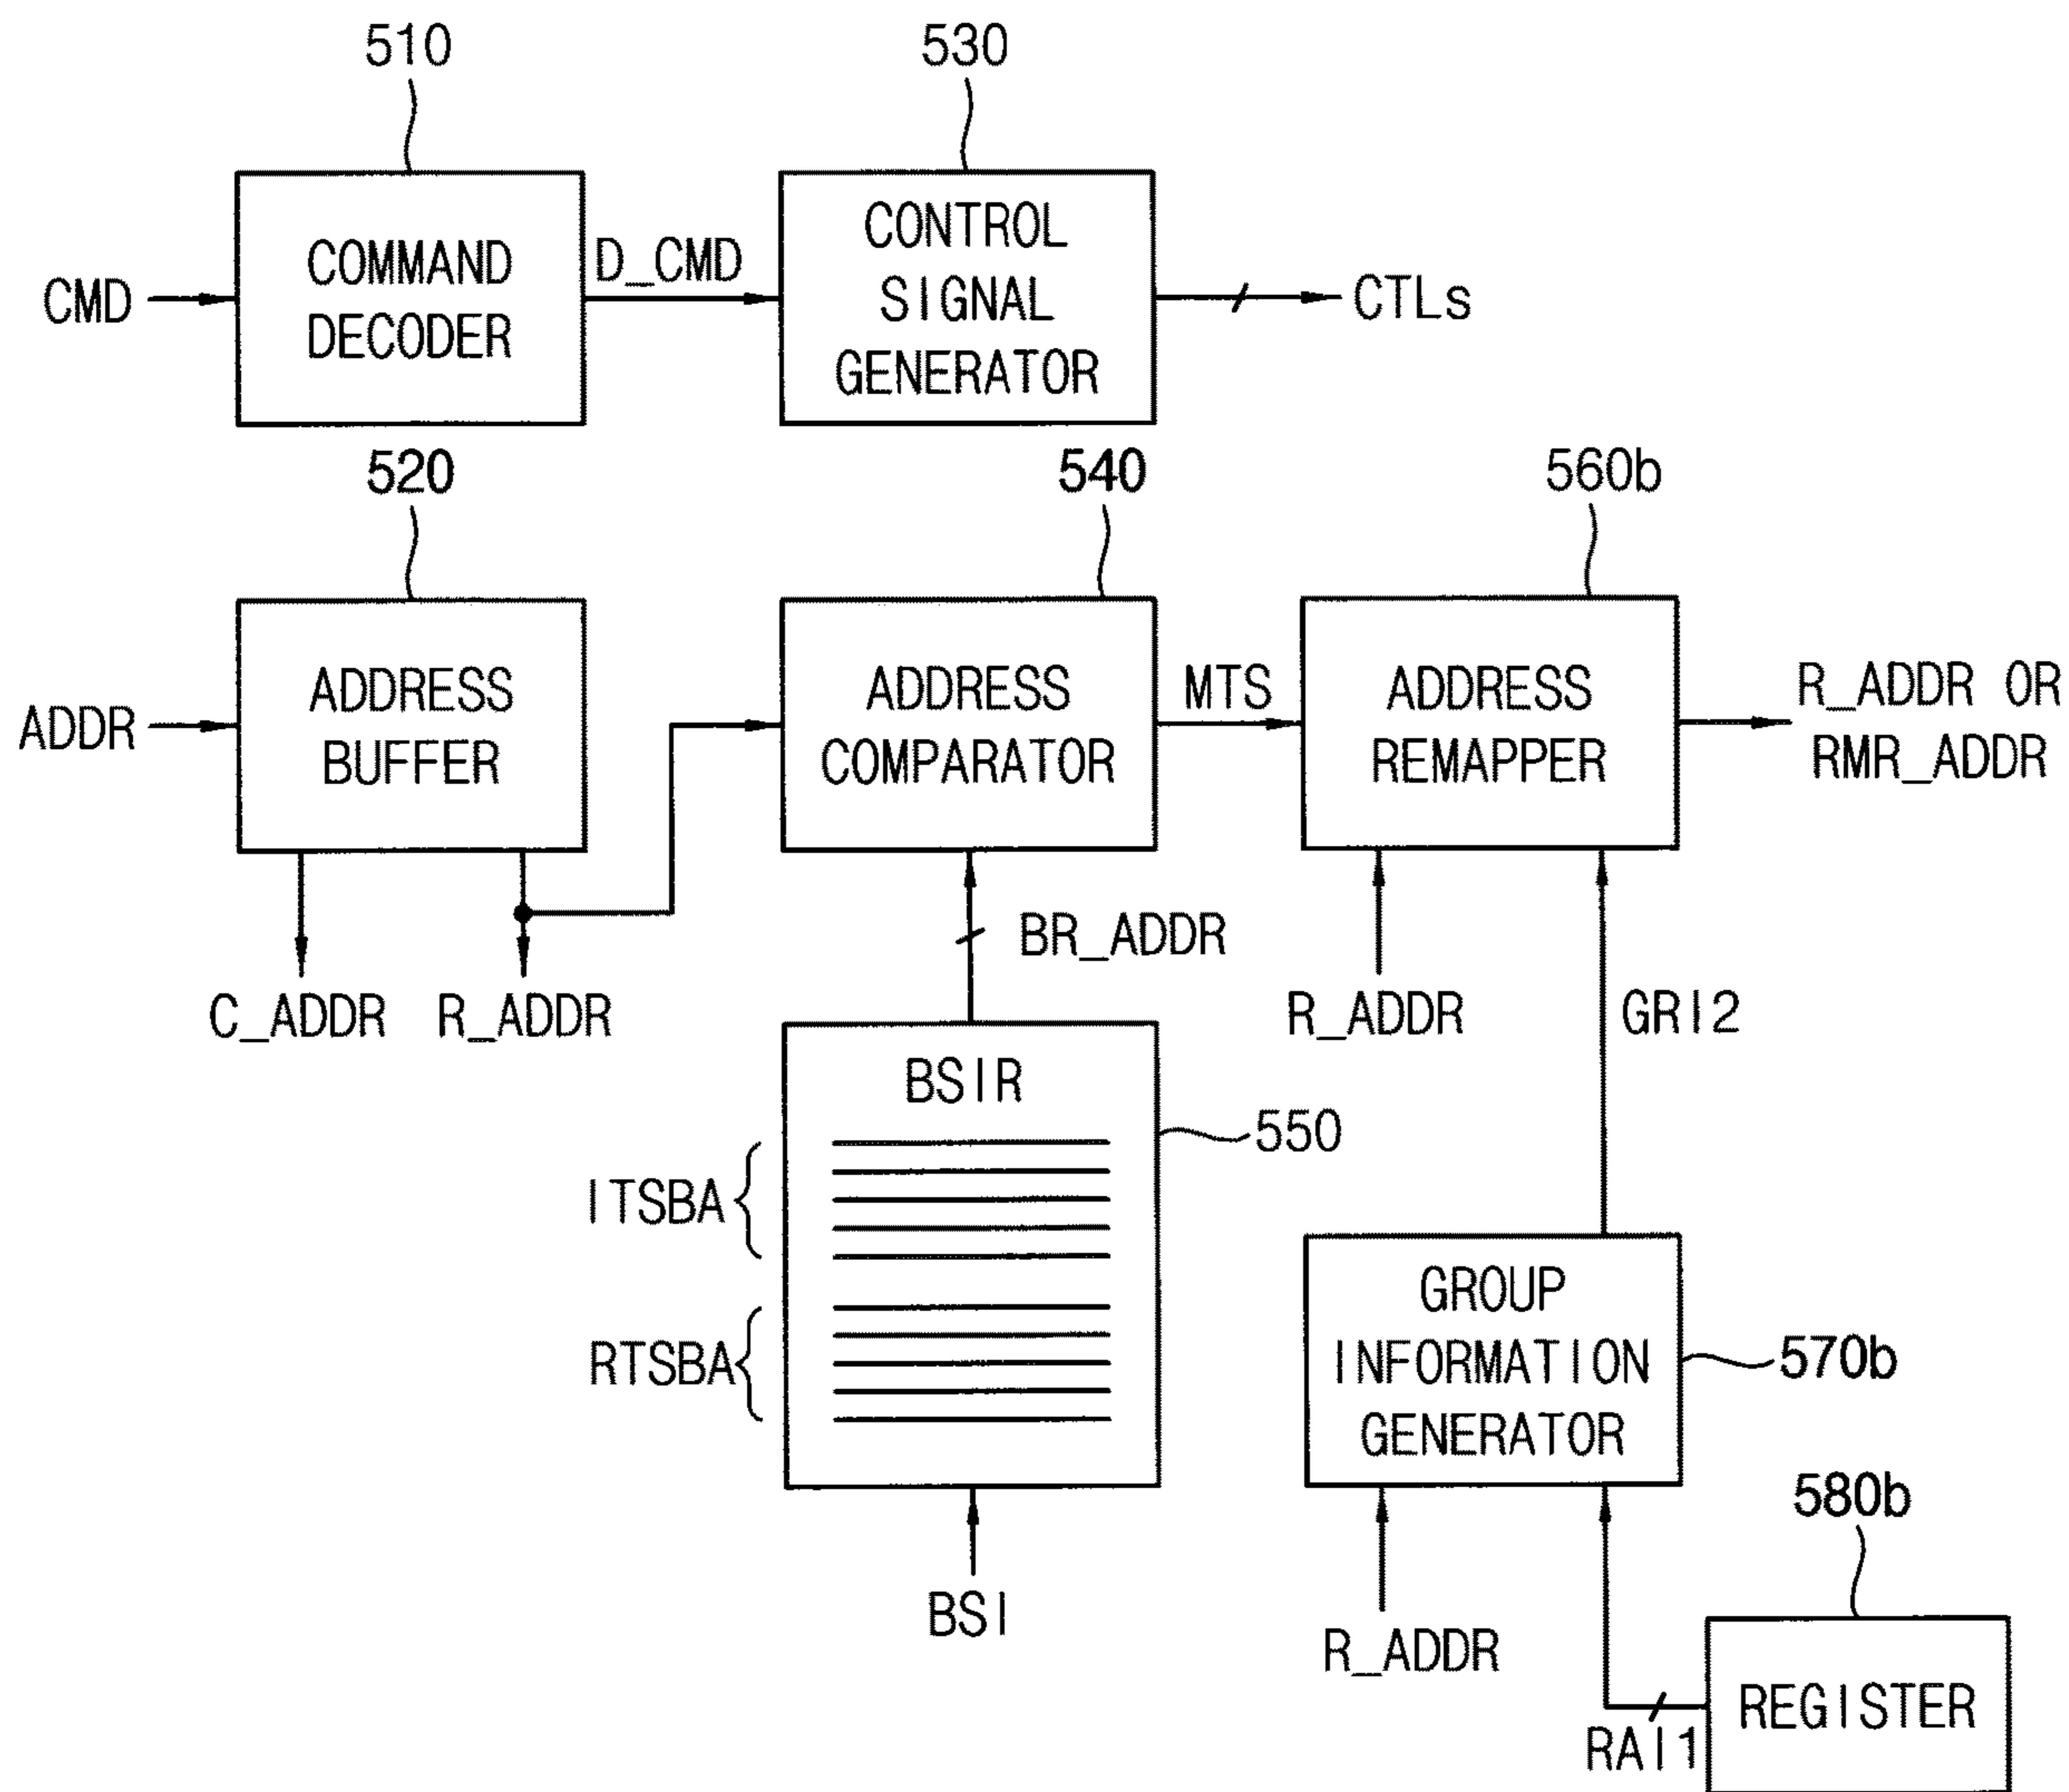 510
530
CMD
COMMAND
DECODER
D_CMD
CONTROL
SIGNAL
GENERATOR
CTLs
520
540
560b
ADDR
ADDRESS
BUFFER
ADDRESS
COMPARATOR
MTS
ADDRESS
REMAPPER
R_ADDR OR
RMR_ADDR
C_ADDR
R_ADDR
BR_ADDR
R_ADDR
GRI2
BSIR
550
ITSBA
RTSBA
BSI
GROUP
INFORMATION
GENERATOR
570b
R_ADDR
580b
REGISTER
RAI1